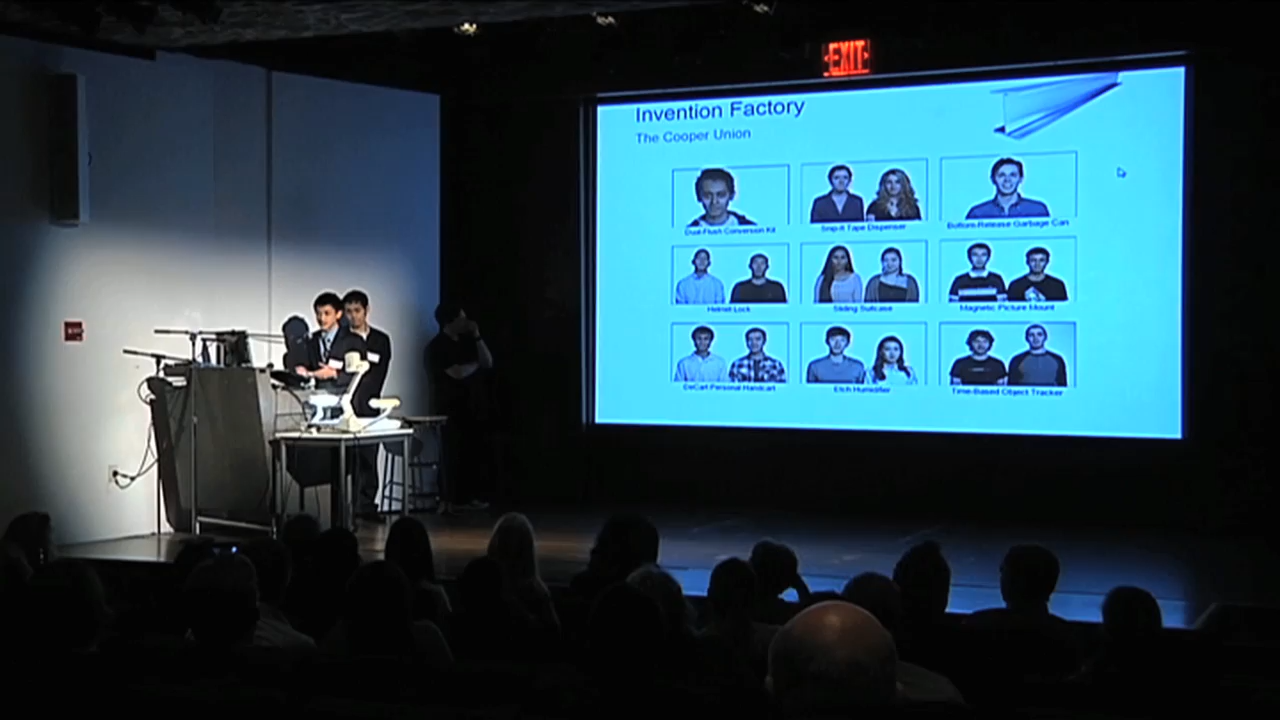 EXIT
Invention Factory
The Cooper Union
Dual-Flush Conversion Kit
Snip-It Tape Dispenser
Bottom-Release Garbage Can
Helmet Lock
Sliding Suitcase
Magnetic Picture Mount
DeCart Personal Handcart
Etch Humidifier
Time-Based Object Tracker